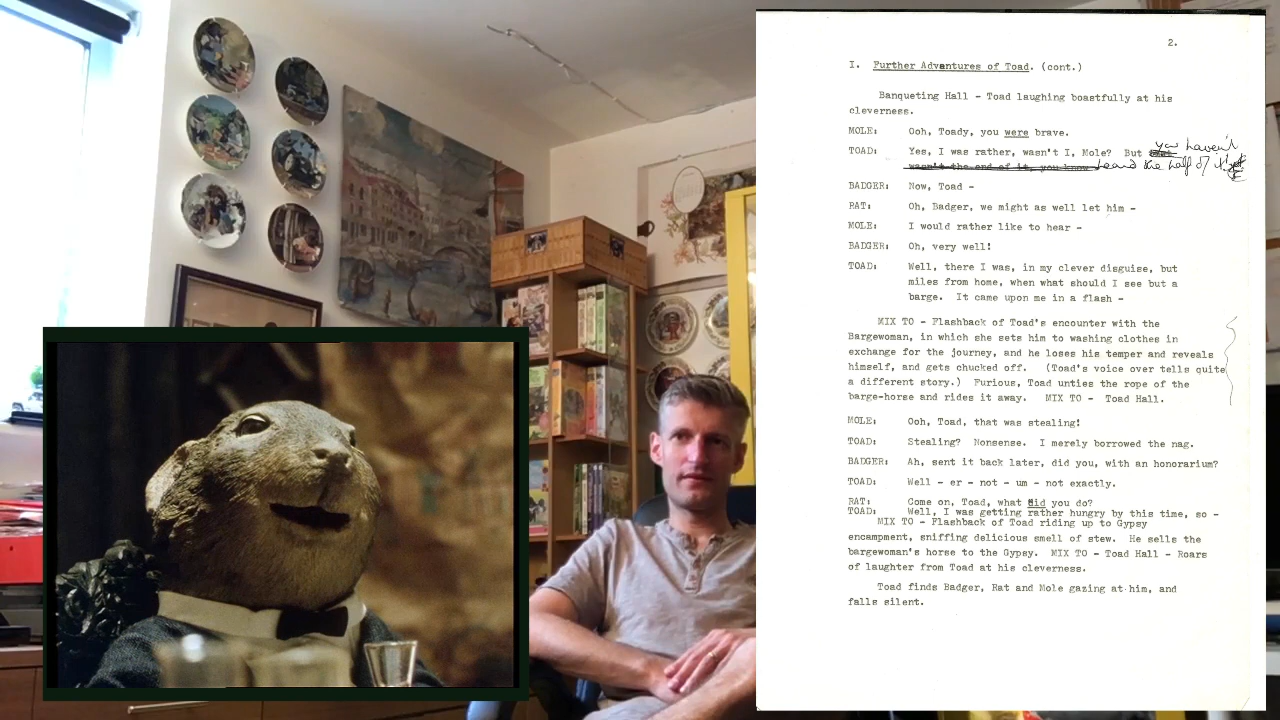 2.
I. Further Adventures of Toad. (cont.)
Banqueting Hall - Toad laughing boastfully at his
cleverness.
MOLE: Ooh, Toady, you were brave.
TOAD: Yes, I was rather, wasn't I, Mole? But you haven't
wasn't the end of it, you know heard the half of it!
BADGER: Now, Toad -
RAT: Oh, Badger, we might as well let him -
MOLE: I would rather like to hear -
BADGER: Oh, very well!
TOAD: Well, there I was, in my clever disguise, but
miles from home, when what should I see but a
barge. It came upon me in a flash -
MIX TO - Flashback of Toad's encounter with the
Bargewoman, in which she sets him to washing clothes in
exchange for the journey, and he loses his temper and reveals
himself, and gets chucked off. (Toad's voice over tells quite
a different story.) Furious, Toad unties the rope of the
barge-horse and rides it away. MIX TO - Toad Hall.
MOLE: Ooh, Toad, that was stealing!
TOAD: Stealing? Nonsense. I merely borrowed the nag.
BADGER: Ah, sent it back later, did you, with an honorarium?
TOAD: Well - er - not - um - not exactly.
RAT: Come on, Toad, what did you do?
TOAD: Well, I was getting rather hungry by this time, so -
MIX TO - Flashback of Toad riding up to Gypsy
encampment, sniffing delicious smell of stew. He sells the
bargewoman's horse to the Gypsy. MIX TO - Toad Hall - Roars
of laughter from Toad at his cleverness.
Toad finds Badger, Rat and Mole gazing at him, and
falls silent.